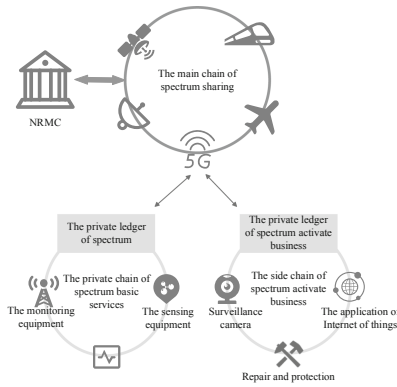 The main chain of
spectrum sharing
NRMC
5G
The private ledger
of spectrum
The private chain of
spectrum basic
services
The monitoring
equipment
The sensing
equipment
The private ledger
of spectrum activate
business
The side chain of
spectrum activate
business
Surveillance
camera
The application of
Internet of things
Repair and protection